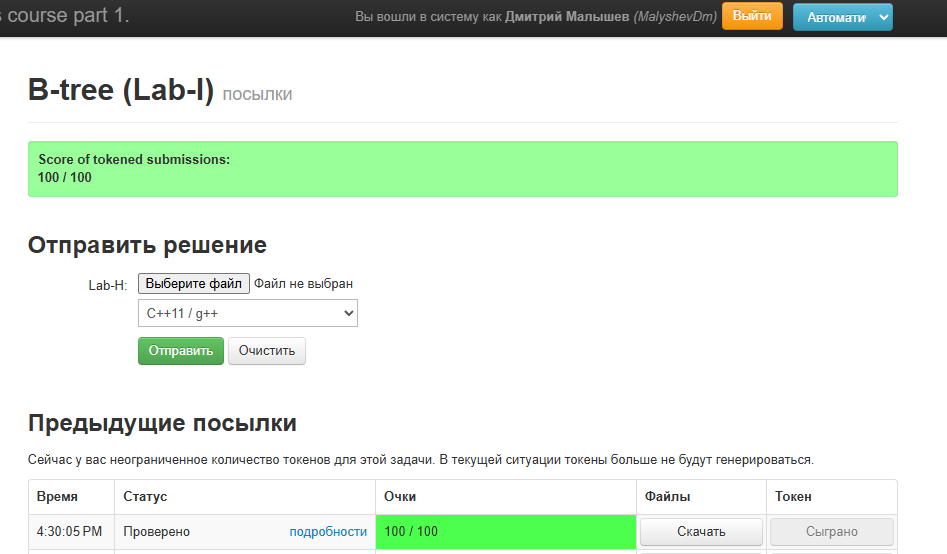 s course part 1.
Вы вошли в систему как Дмитрий Малышев (MalyshevDm) Выйти Автомати
B-tree (Lab-I) посылки
Score of tokened submissions:
100 / 100
Отправить решение
Lab-H: Выберите файл Файл не выбран
C++11 / g++
Отправить Очистить
Предыдущие посылки
Сейчас у вас неограниченное количество токенов для этой задачи. В текущей ситуации токены больше не будут генерироваться.
Время Статус Очки Файлы Токен
4:30:05 PM Проверено подробности 100 / 100 Скачать Сыграно